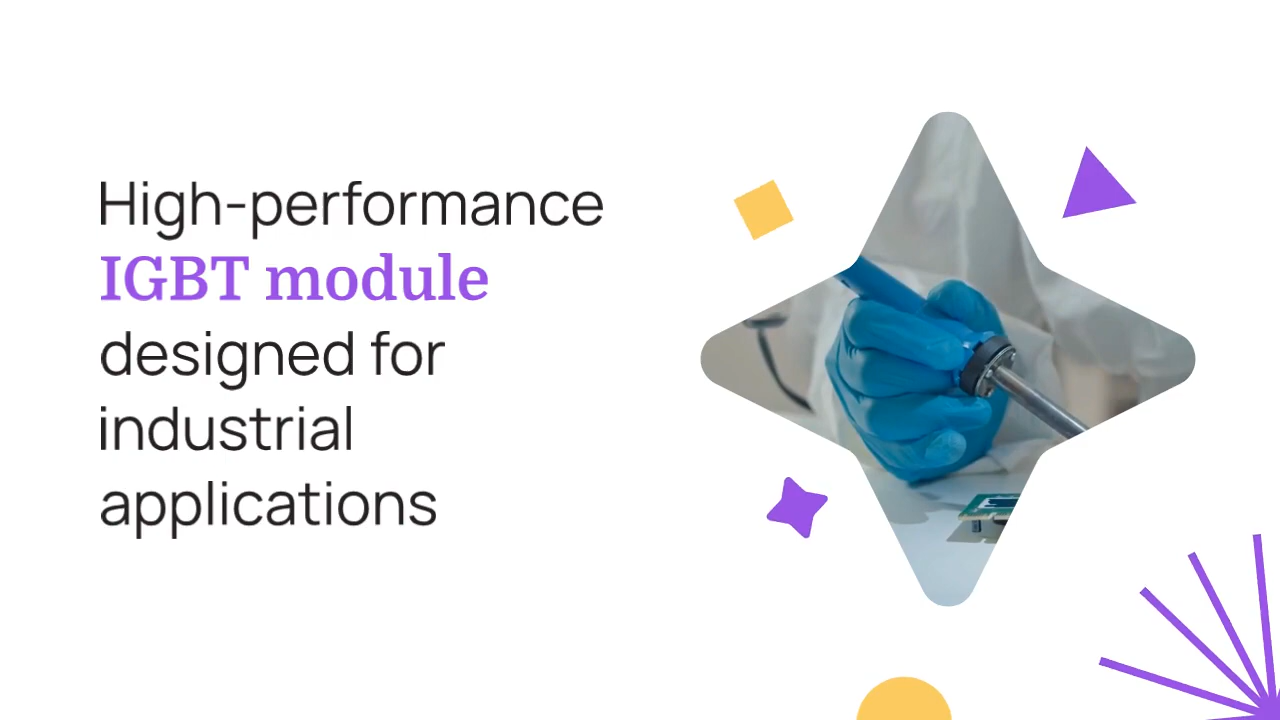 High-performance
IGBT module
designed for
industrial
applications